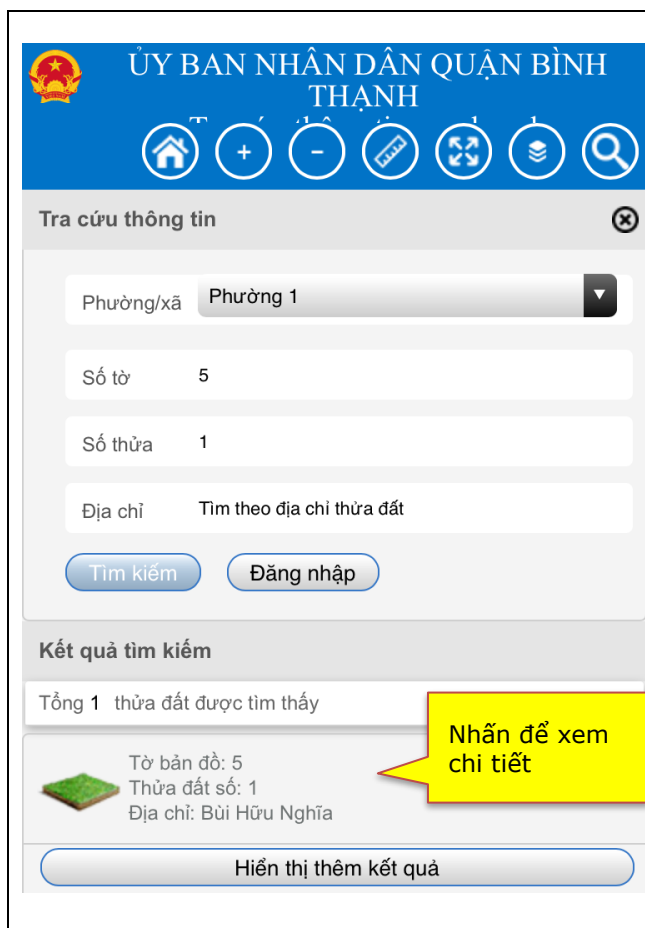 ỦY BAN NHÂN DÂN QUẬN BÌNH
THẠNH
Tra cứu thông tin
Phường/xã Phường 1
Số tờ 5
Số thửa 1
Địa chỉ Tìm theo địa chỉ thửa đất
Tìm kiếm Đăng nhập
Kết quả tìm kiếm
Tổng 1 thửa đất được tìm thấy
Nhấn để xem
chi tiết
Tờ bản đồ: 5
Thửa đất số: 1
Địa chỉ: Bùi Hữu Nghĩa
Hiển thị thêm kết quả